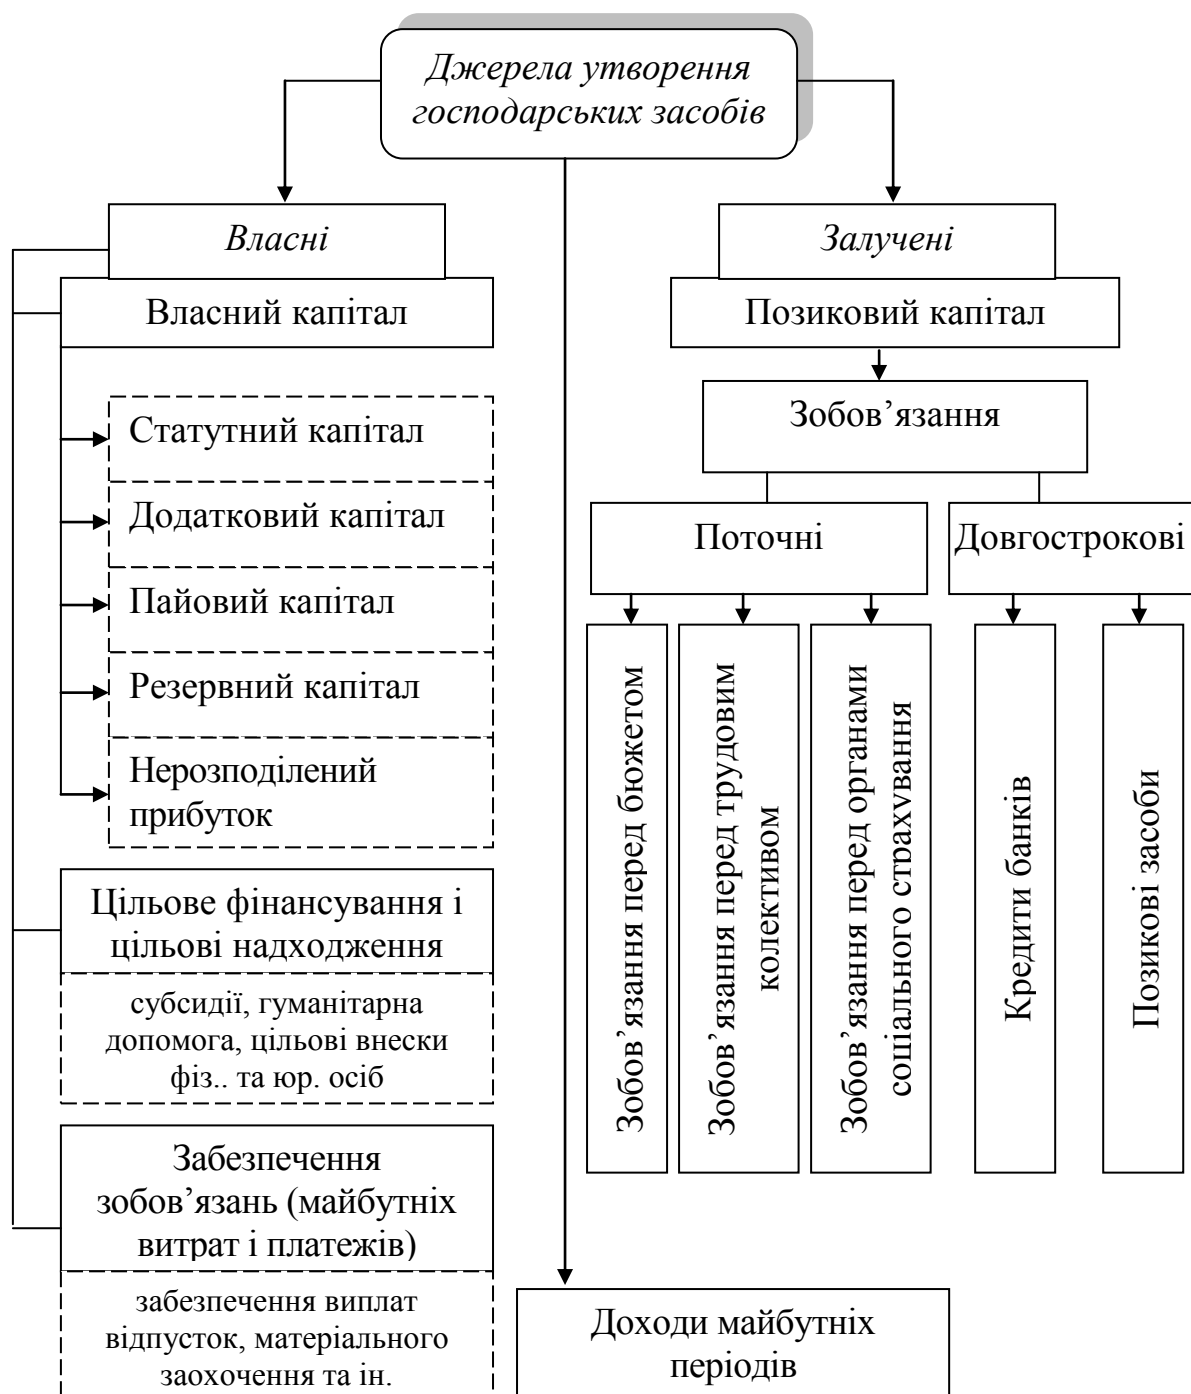 Джерела утворення
господарських засобів
Власні
Власний капітал
Статутний капітал
Додатковий капітал
Пайовий капітал
Резервний капітал
Нерозподілений
прибуток
Цільове фінансування і
цільові надходження
субсидії, гуманітарна
допомога, цільові внески
фіз.. та юр. осіб
Забезпечення
зобов’язань (майбутніх
витрат і платежів)
забезпечення виплат
відпусток, матеріального
заохочення та ін.
Залучені
Позиковий капітал
Зобов’язання
Поточні
Довгострокові
Зобов’язання перед бюжетом
Зобов’язання перед трудовим
колективом
Зобов’язання перед органами
соціального страхування
Кредити банків
Позикові засоби
Доходи майбутніх
періодів